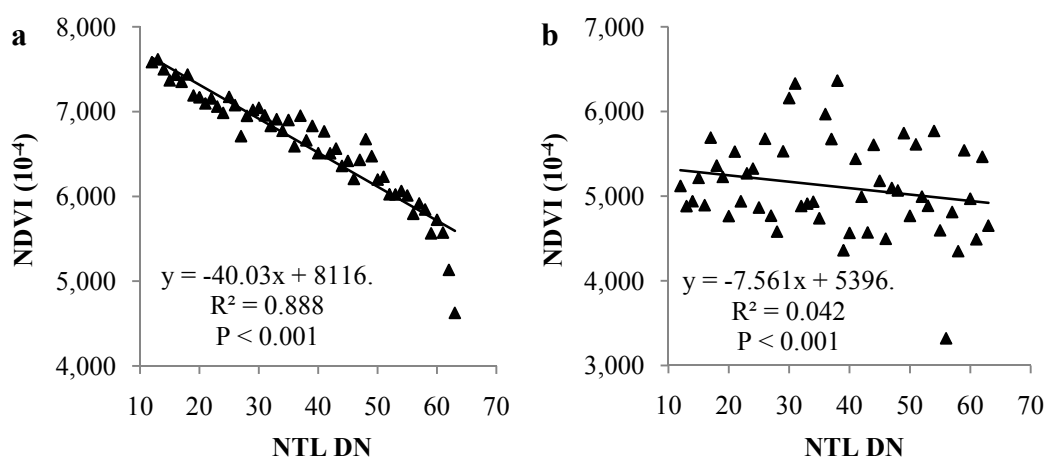 a
8,000
7,000
6,000
5,000
4,000
NDVI (10⁻⁴)
y = -40.03x + 8116.
R² = 0.888
P < 0.001
10 20 30 40 50 60 70
NTL DN
b
7,000
6,000
5,000
4,000
3,000
NDVI (10⁻⁴)
y = -7.561x + 5396.
R² = 0.042
P < 0.001
10 20 30 40 50 60 70
NTL DN